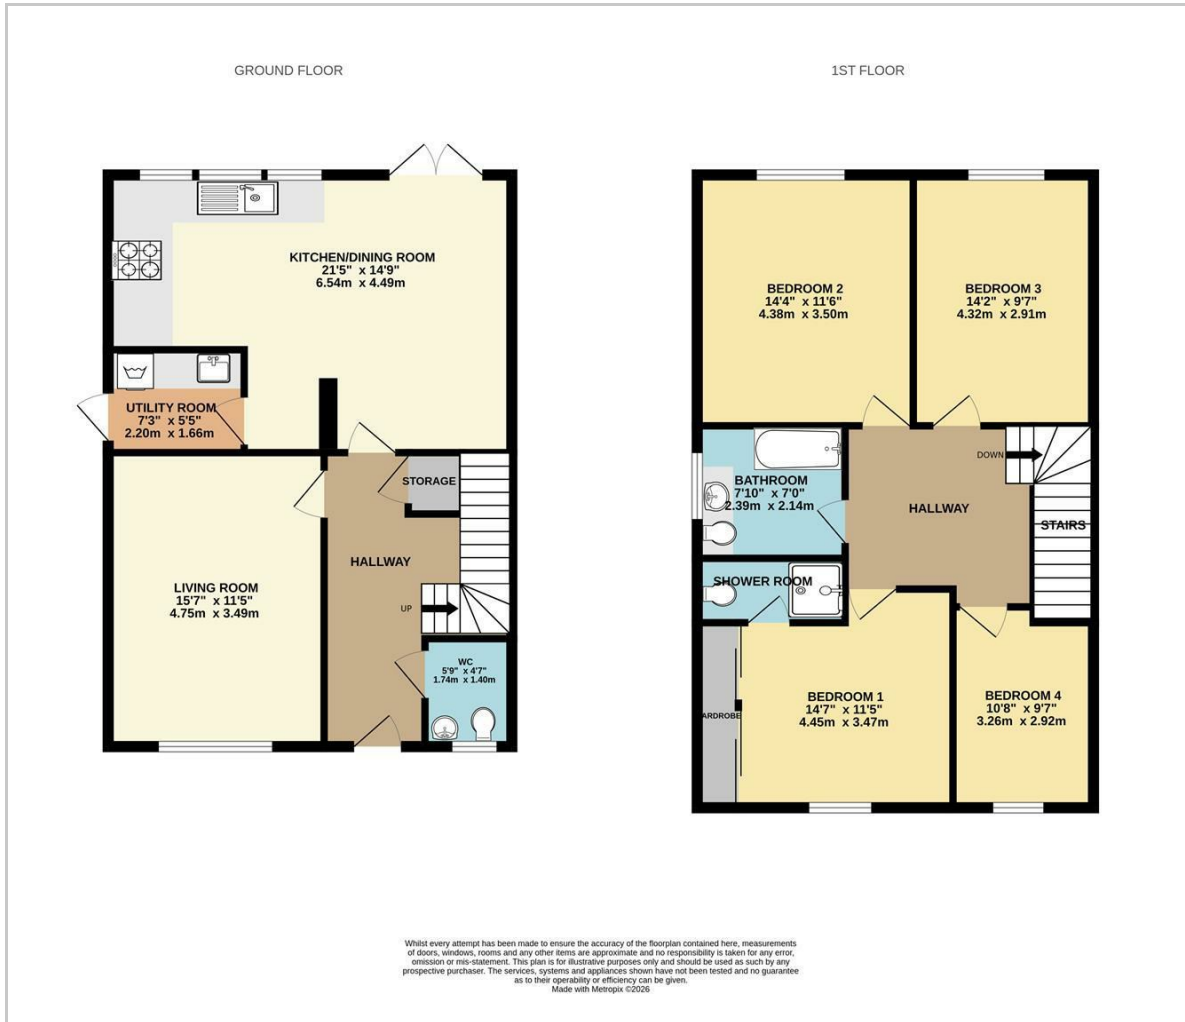 GROUND FLOOR
KITCHEN/DINING ROOM
21'5" x 14'9"
6.54m x 4.49m
UTILITY ROOM
7'3" x 5'5"
2.20m x 1.66m
STORAGE
HALLWAY
LIVING ROOM
15'7" x 11'5"
4.75m x 3.49m
UP
WC
5'9" x 4'7"
1.74m x 1.40m
1ST FLOOR
BEDROOM 2
14'4" x 11'6"
4.38m x 3.50m
BEDROOM 3
14'2" x 9'7"
4.32m x 2.91m
DOWN
BATHROOM
7'10" x 7'0"
2.39m x 2.14m
HALLWAY
STAIRS
SHOWER ROOM
BEDROOM 1
14'7" x 11'5"
4.45m x 3.47m
ARDROBE
BEDROOM 4
10'8" x 9'7"
3.26m x 2.92m
Whilst every attempt has been made to ensure the accuracy of the floorplan contained here, measurements
of doors, windows, rooms and any other items are approximate and no responsibility is taken for any error,
omission or mis-statement. This plan is for illustrative purposes only and should be used as such by any
prospective purchaser. The services, systems and appliances shown have not been tested and no guarantee
as to their operability or efficiency can be given.
Made with Metropix ©2026